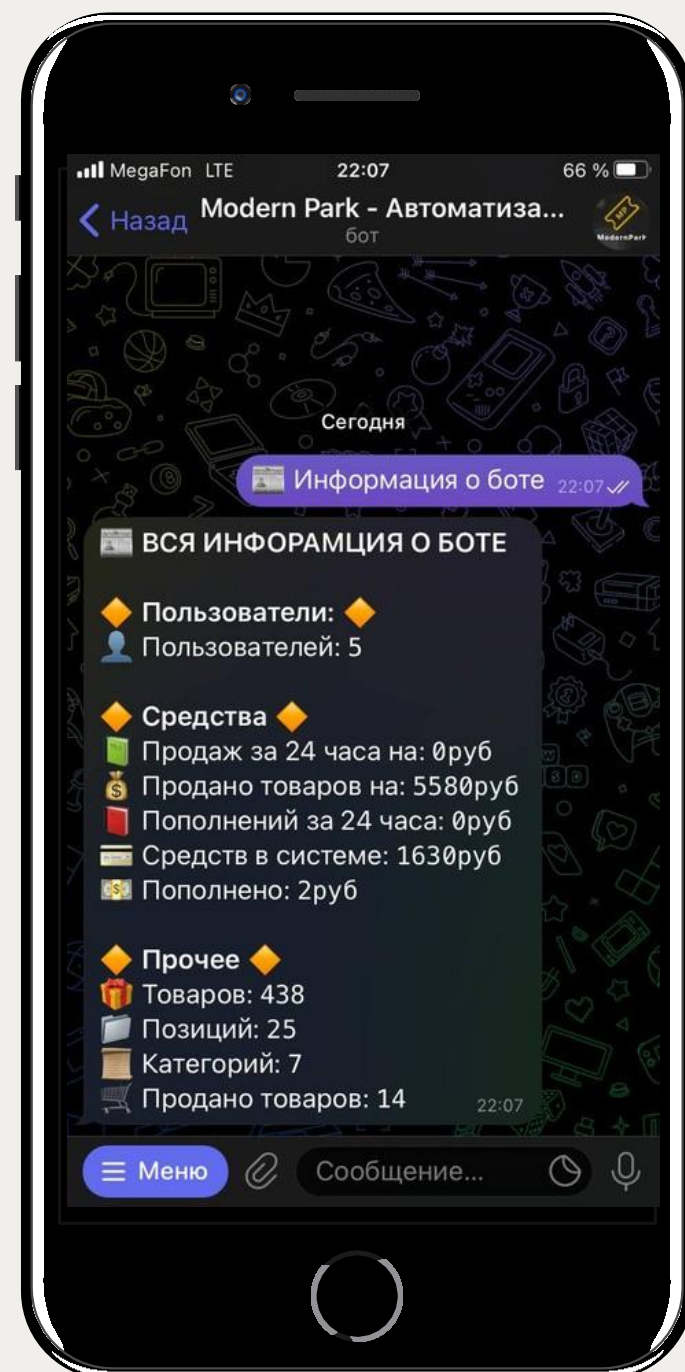 MegaFon LTE 22:07 66 %
Назад Modern Park - Автоматиза...
бот
MP
ModernPark
Сегодня
Информация о боте 22:07
ВСЯ ИНФОРАМЦИЯ О БОТЕ
Пользователи:
Пользователей: 5
Средства
Продаж за 24 часа на: 0руб
Продано товаров на: 5580руб
Пополнений за 24 часа: 0руб
Средств в системе: 1630руб
Пополнено: 2руб
Прочее
Товаров: 438
Позиций: 25
Категорий: 7
Продано товаров: 14 22:07
Меню Сообщение...